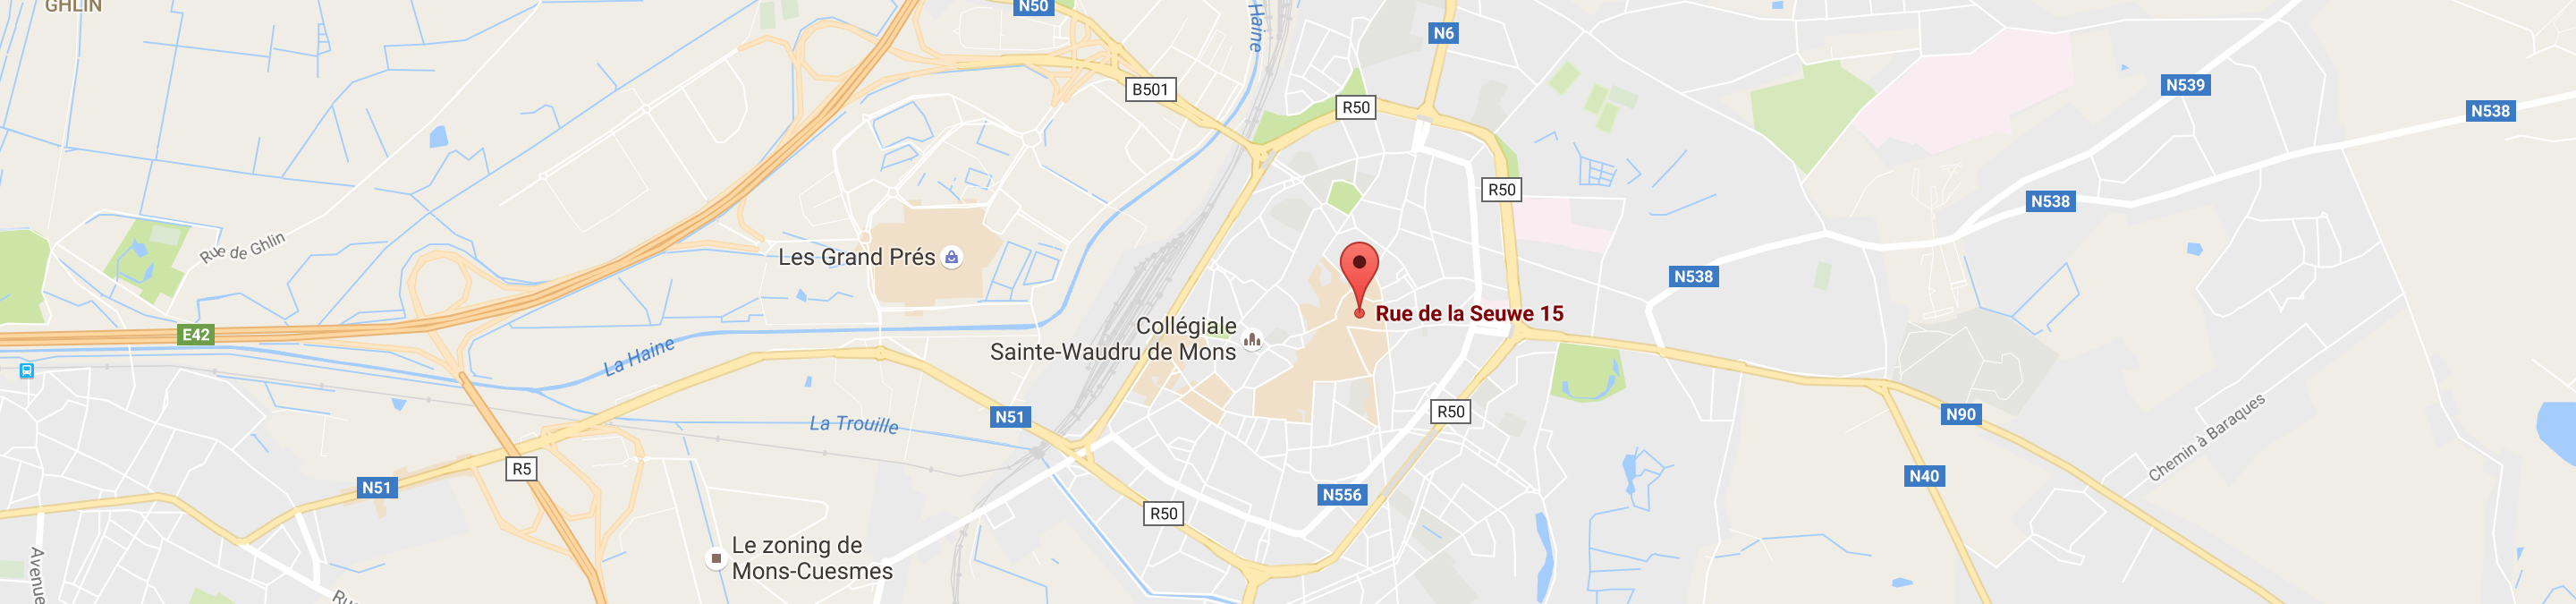 GHLIN
N50
Haine
N6
N539
B501
R50
N538
R50
N538
Rue de Ghlin
Les Grand Prés
N538
Rue de la Seuwe 15
E42
Collégiale
Sainte-Waudru de Mons
La Haine
N51
La Trouille
R50
N90
Chemin à Baraques
R5
N51
N40
N556
R50
Le zoning de
Mons-Cuesmes
Avenue